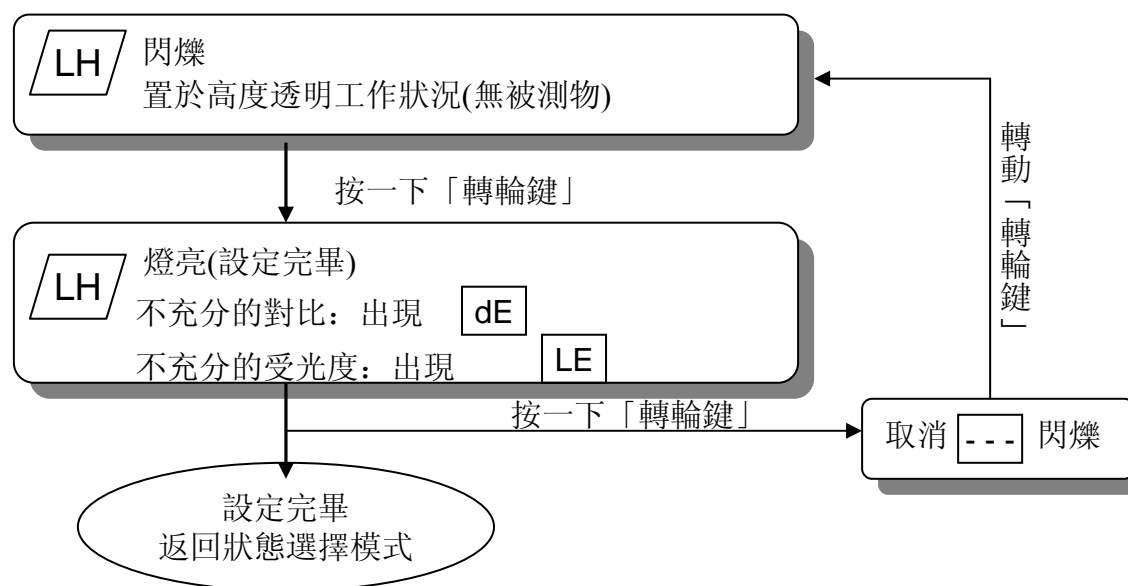 LH
閃爍
置於高度透明工作狀況(無被測物)
按一下「轉輪鍵」
LH
燈亮(設定完畢)
不充分的對比：出現 dE
不充分的受光度：出現 LE
按一下「轉輪鍵」
取消 - - - 閃爍
轉動「轉輪鍵」
設定完畢
返回狀態選擇模式